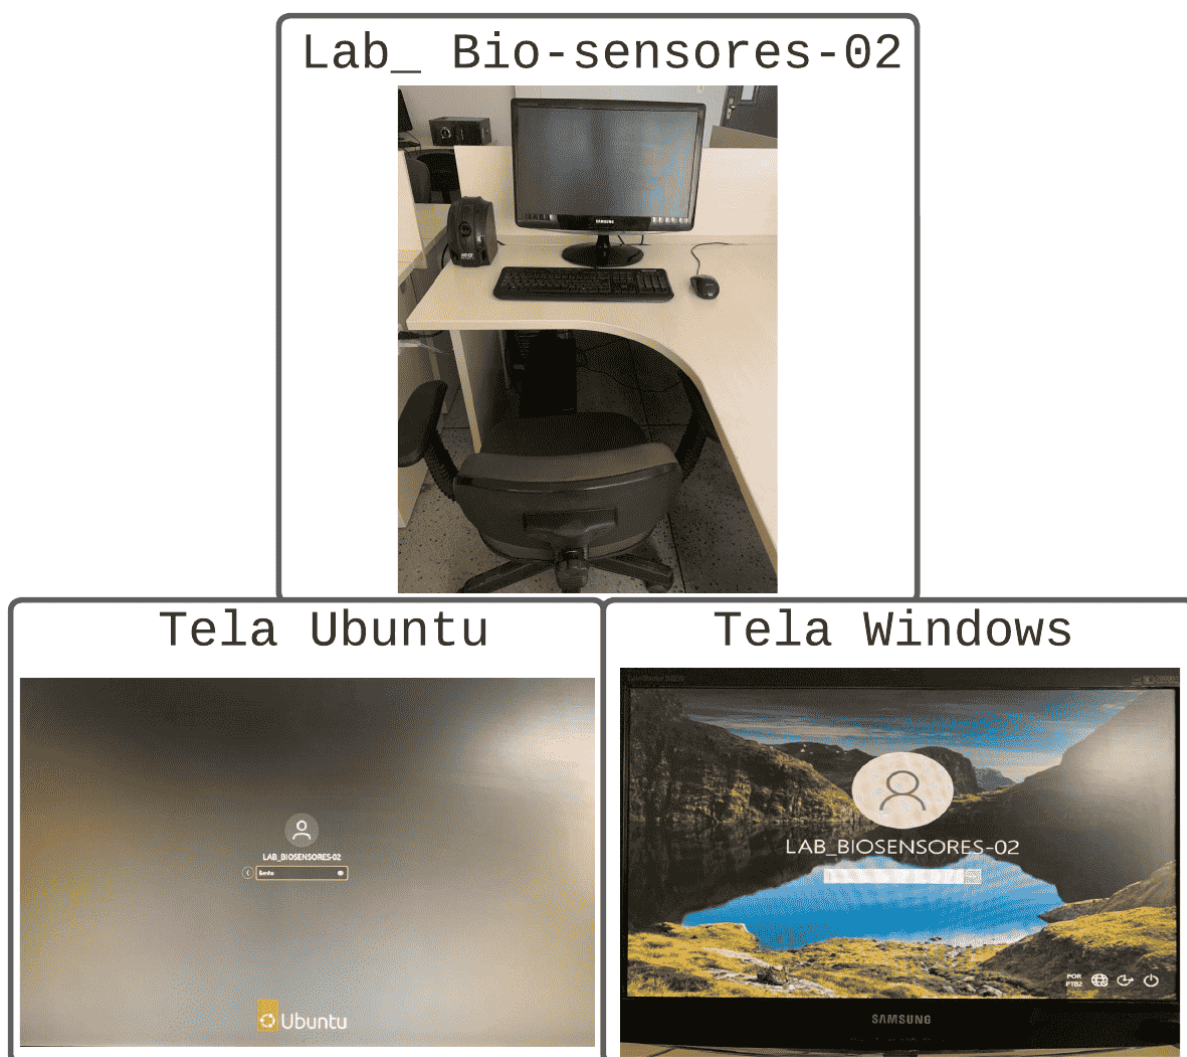 Lab_ Bio-sensores-02
SAMSUNG
Tela Ubuntu
LAB_BIOSENSORES-02
Senha
Ubuntu
Tela Windows
LAB_BIOSENSORES-02
POR
PTB2
SAMSUNG